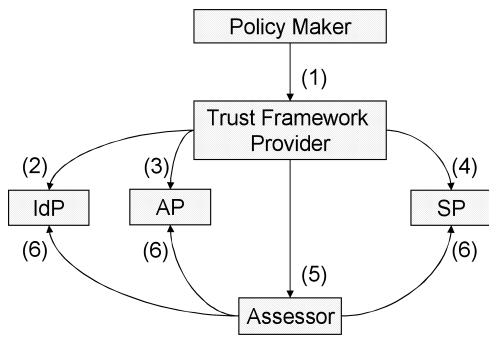 Policy Maker
(1)
Trust Framework
Provider
(2)
(3)
(4)
IdP
AP
SP
(6)
(6)
(5)
(6)
Assessor